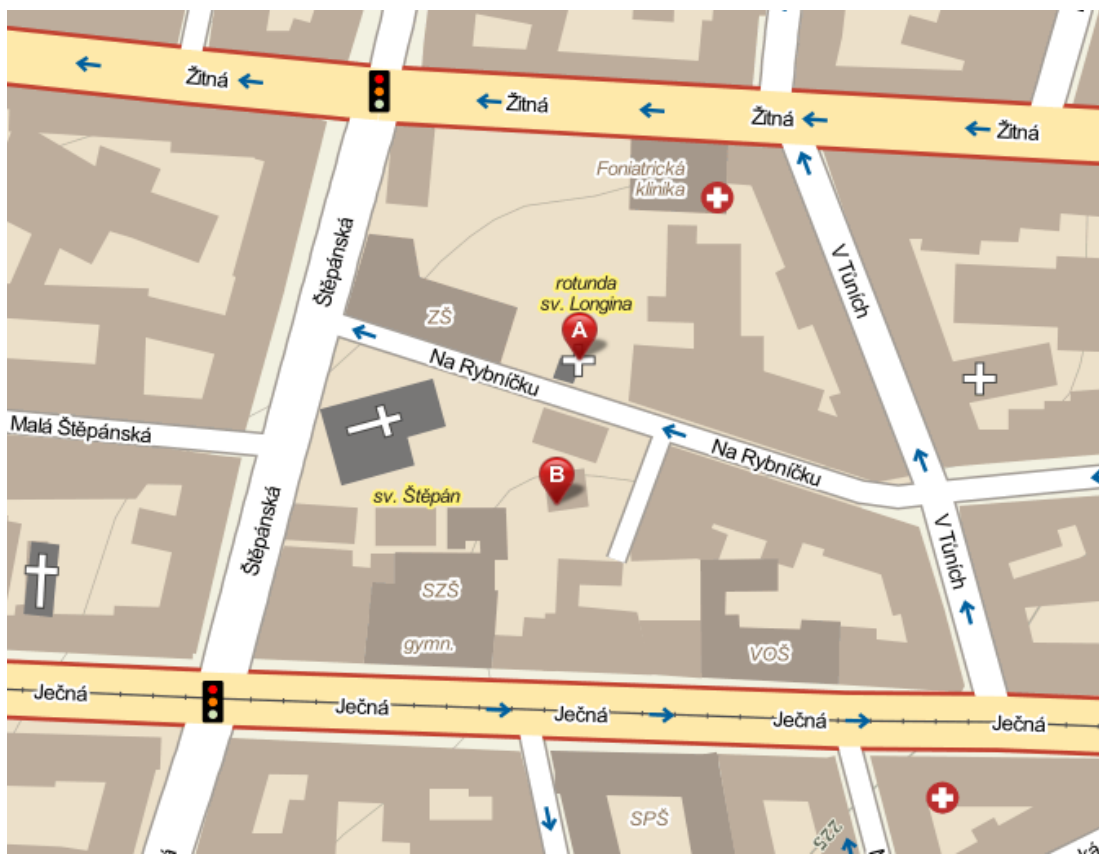 Žitná
Žitná
Žitná
Žitná
Foniatrická
klinika
Štěpánská
V Tůních
rotunda
sv. Longina
A
ZŠ
Na Rybníčku
Malá Štěpánská
Na Rybníčku
B
sv. Štěpán
Štěpánská
V Tůních
SZŠ
gymn.
VOŠ
Ječná
Ječná
Ječná
Ječná
Ječná
SPŠ
225